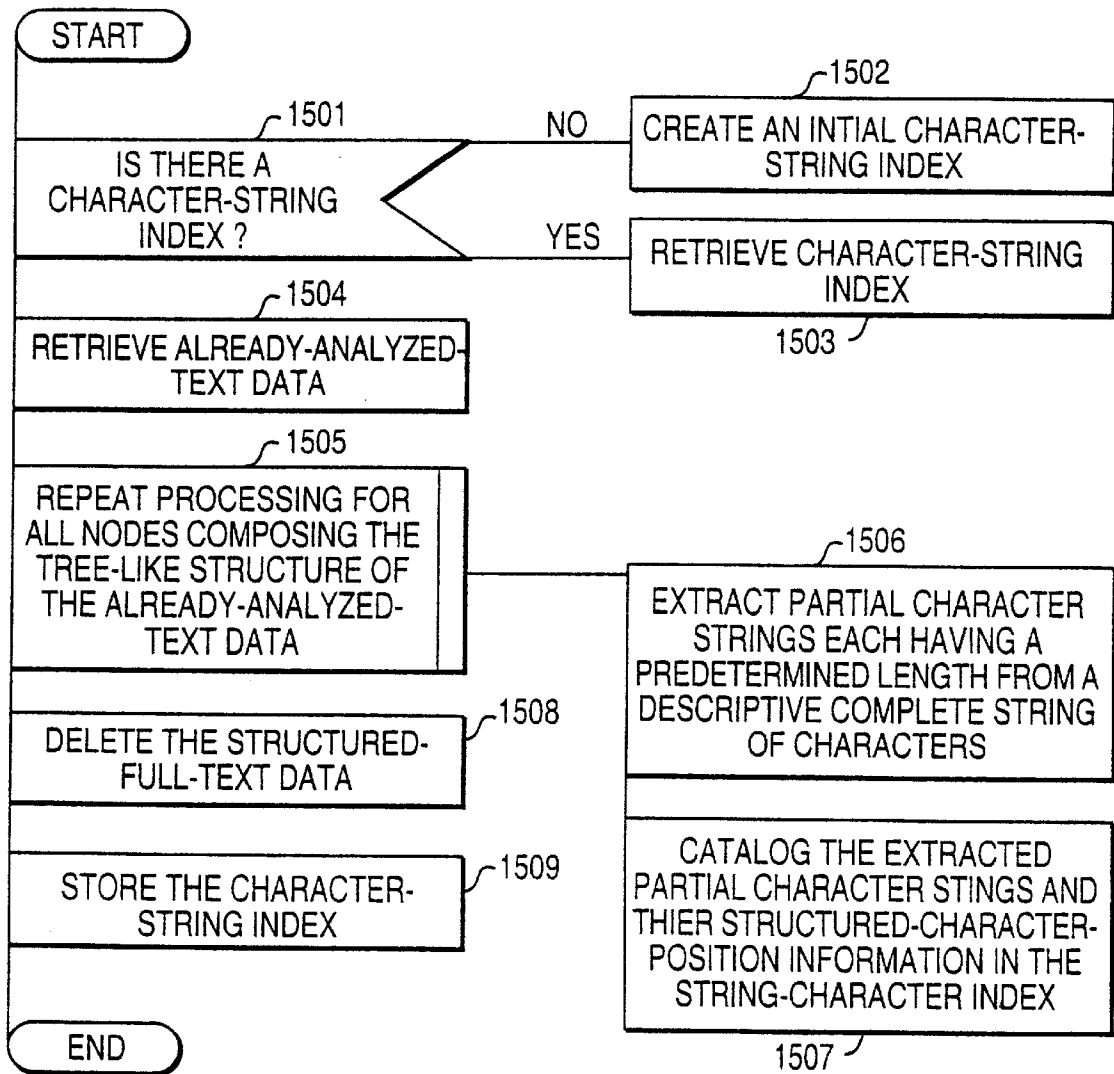 START
1501
IS THERE A
CHARACTER-STRING
INDEX ?
NO
YES
1502
CREATE AN INTIAL CHARACTER-
STRING INDEX
RETRIEVE CHARACTER-STRING
INDEX
1503
1504
RETRIEVE ALREADY-ANALYZED-
TEXT DATA
1505
REPEAT PROCESSING FOR
ALL NODES COMPOSING THE
TREE-LIKE STRUCTURE OF
THE ALREADY-ANALYZED-
TEXT DATA
1506
EXTRACT PARTIAL CHARACTER
STRINGS EACH HAVING A
PREDETERMINED LENGTH FROM A
DESCRIPTIVE COMPLETE STRING
OF CHARACTERS
CATALOG THE EXTRACTED
PARTIAL CHARACTER STINGS AND
THIER STRUCTURED-CHARACTER-
POSITION INFORMATION IN THE
STRING-CHARACTER INDEX
1507
1508
DELETE THE STRUCTURED-
FULL-TEXT DATA
1509
STORE THE CHARACTER-
STRING INDEX
END